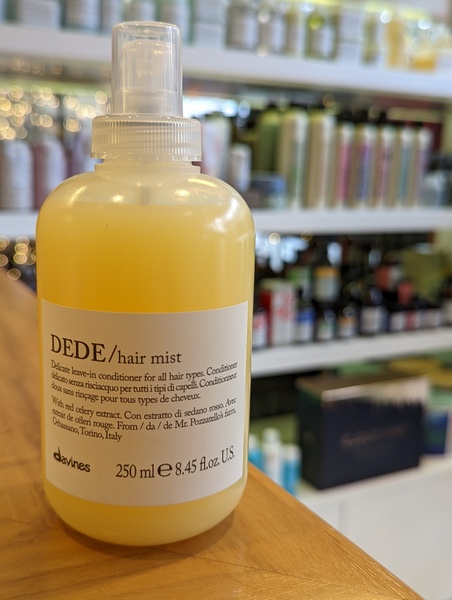 DEDE/hair mist
Delicate leave-in conditioner for all hair types. Conditioner
delicato senza risciacquo per tutti i tipi di capelli. Conditionneur
doux sans rinçage pour tous types de cheveux.
With red celery extract. Con estratto di sedano rosso. Avec
extrait de céleri rouge. From / da / de Mr. Pozzatello's farm,
Orbassano, Torino, Italy
davines
250 ml ℮ 8.45 fl.oz. U.S.